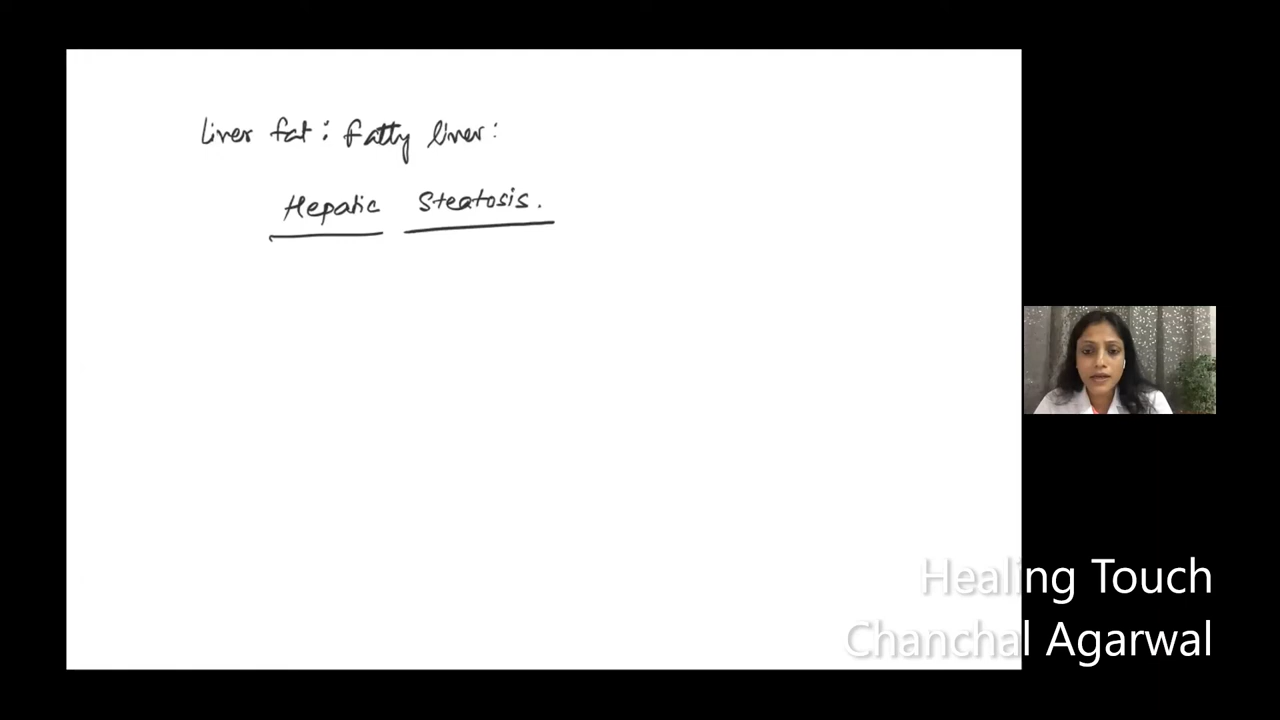 Liver fat : Fatty liver :
Hepatic Steatosis.
Healing Touch
Chanchal Agarwal